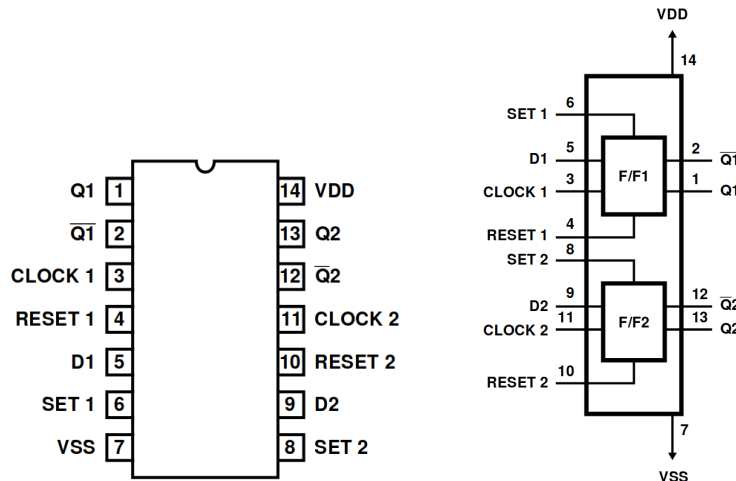 Q1 1
Q1̅ 2
CLOCK 1 3
RESET 1 4
D1 5
SET 1 6
VSS 7
14 VDD
13 Q2
12 Q̅2
11 CLOCK 2
10 RESET 2
9 D2
8 SET 2
VDD
14
6
SET 1
5
D1
3
CLOCK 1
4
RESET 1
F/F1
2 Q̅1̅
1 Q1
8
SET 2
9
D2
11
CLOCK 2
10
RESET 2
F/F2
12 Q̅2
13 Q2
7
VSS